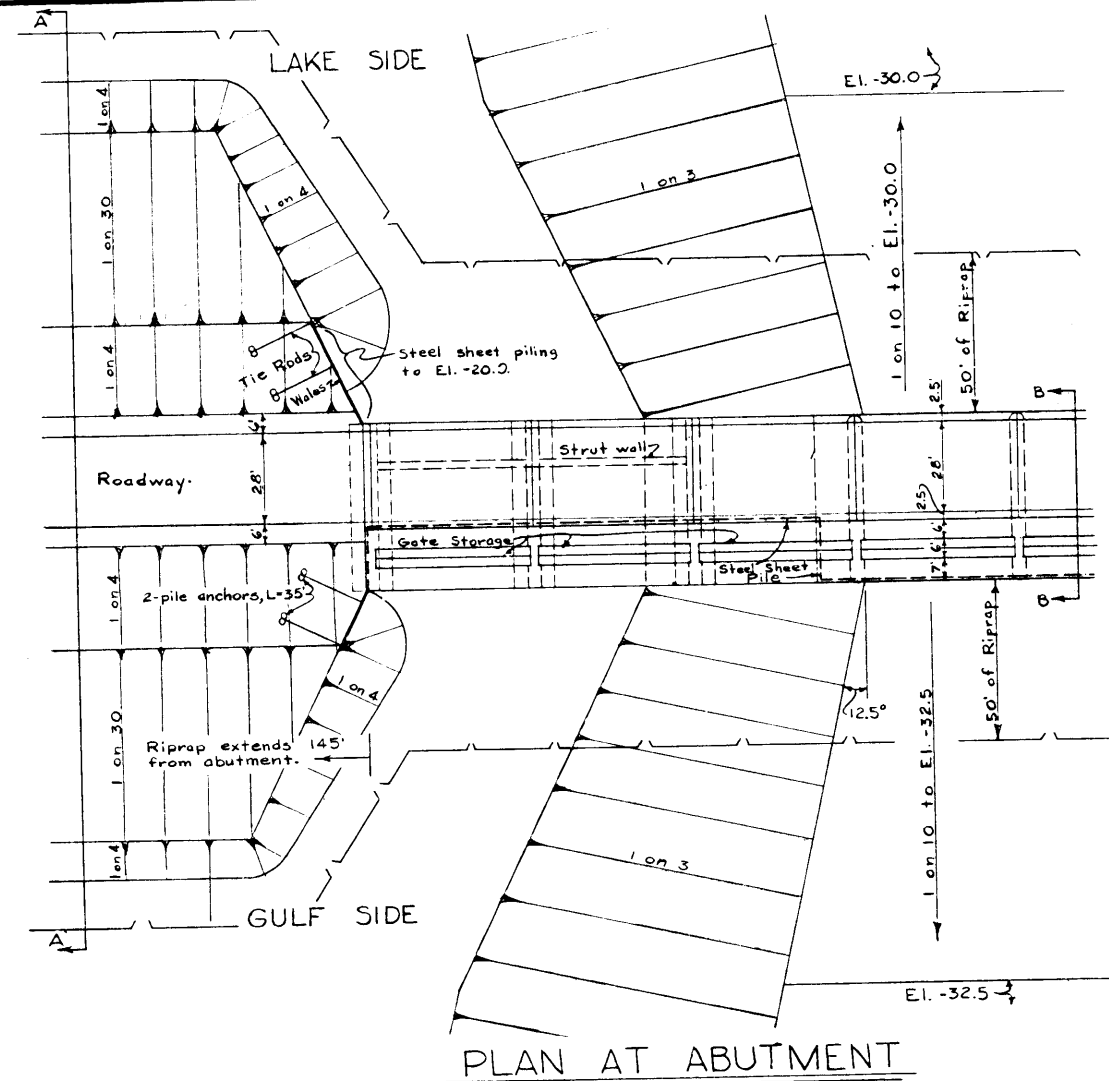 A
LAKE SIDE
El. -30.0
1 on 4
1 on 30
1 on 4
1 on 4
1 on 3
1 on 10 to El. -30.0
50' of Riprap
Tie Rods
Wales
Steel sheet piling
to El. -20.0
2.5'
B
6'
Strut wall
Roadway.
28'
28'
2.5'
6'
Gate Storage
6'
6'
Steel Sheet
Pile
7'
B
1 on 4
2-pile anchors, L=35'
50' of Riprap
1 on 4
12.5°
1 on 30
Riprap extends 145'
from abutment.
1 on 10 to El. -32.5
1 on 4
1 on 3
GULF SIDE
A
El. -32.5
PLAN AT ABUTMENT